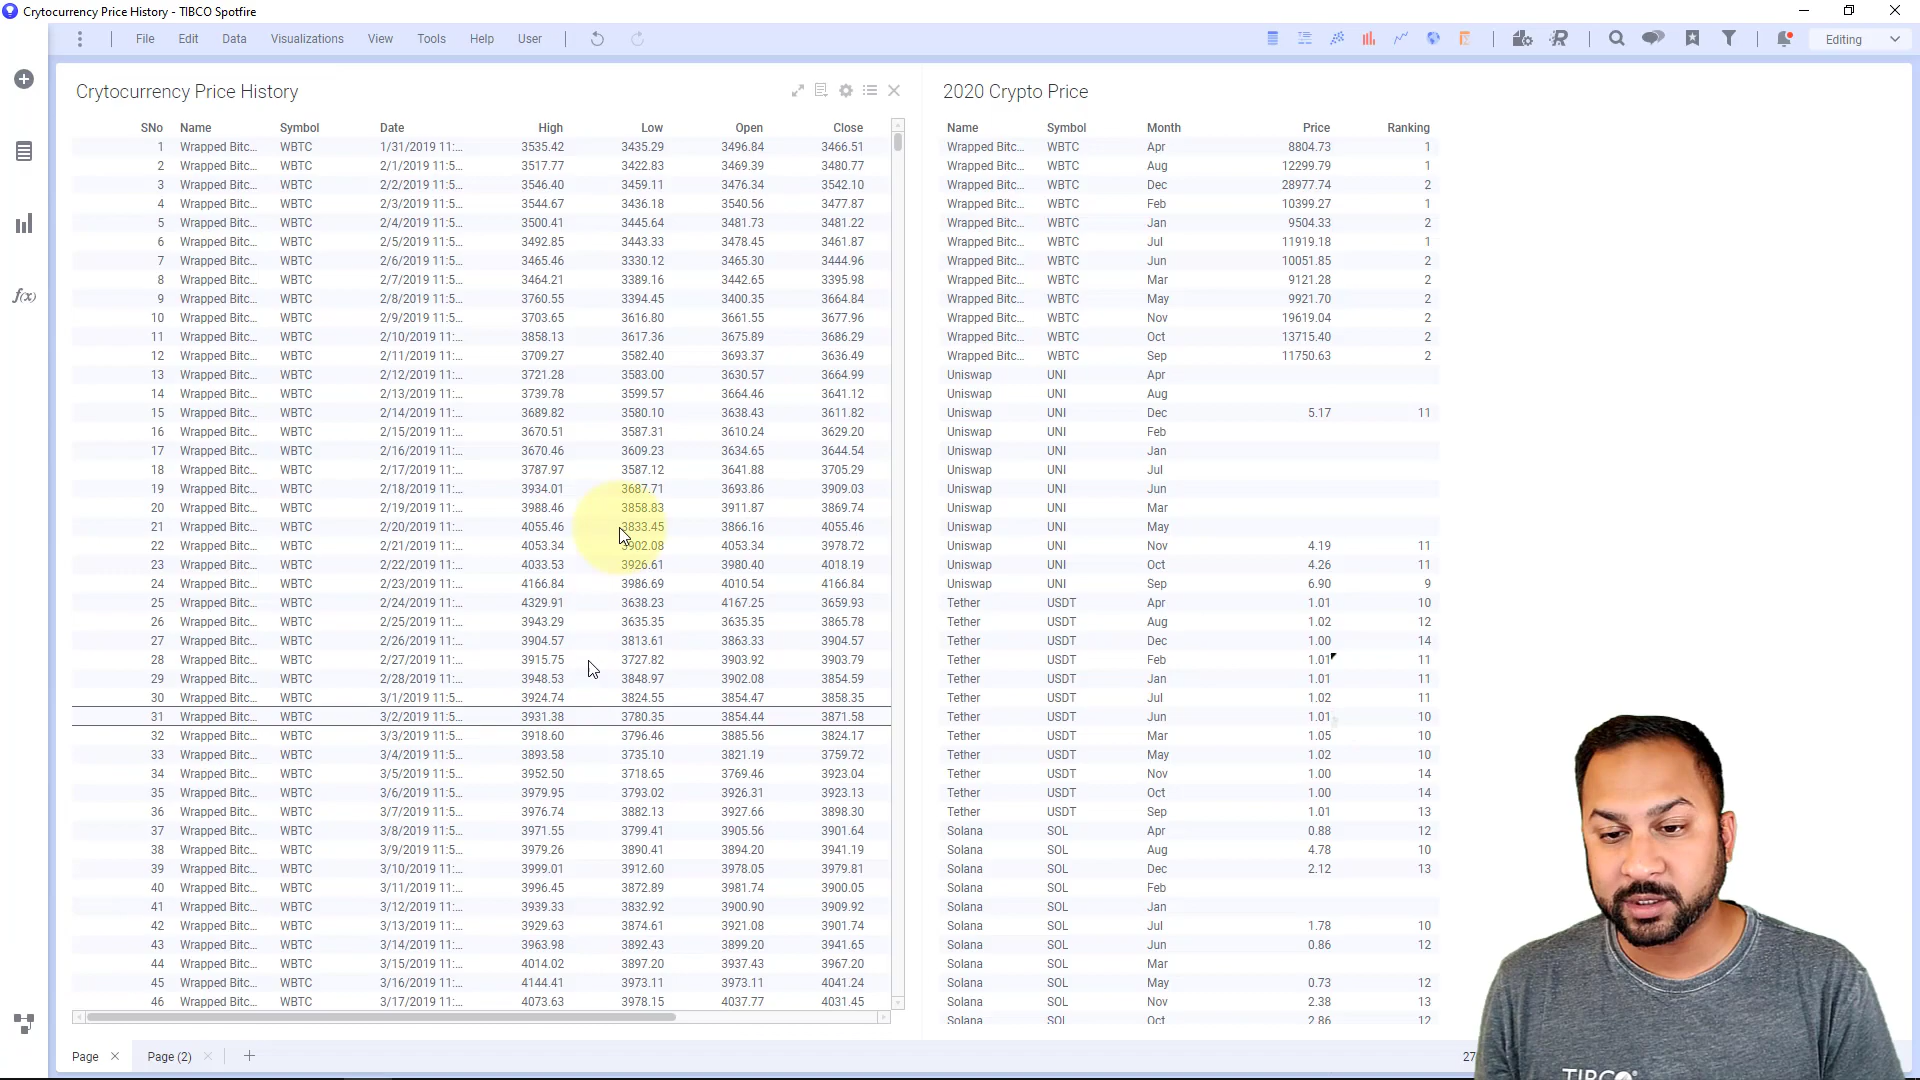 Crytocurrency Price History - TIBCO Spotfire
File Edit Data Visualizations View Tools Help User Editing
Crytocurrency Price History
SNo Name Symbol Date High Low Open Close
1 Wrapped Bitc... WBTC 1/31/2019 11:... 3535.42 3435.29 3496.84 3466.51
2 Wrapped Bitc... WBTC 2/1/2019 11:5... 3517.77 3422.83 3469.39 3480.77
3 Wrapped Bitc... WBTC 2/2/2019 11:5... 3546.40 3459.11 3476.34 3542.10
4 Wrapped Bitc... WBTC 2/3/2019 11:5... 3544.67 3436.18 3540.56 3477.87
5 Wrapped Bitc... WBTC 2/4/2019 11:5... 3500.41 3445.64 3481.73 3481.22
6 Wrapped Bitc... WBTC 2/5/2019 11:5... 3492.85 3443.33 3478.45 3461.87
7 Wrapped Bitc... WBTC 2/6/2019 11:5... 3465.46 3330.12 3465.30 3444.96
8 Wrapped Bitc... WBTC 2/7/2019 11:5... 3464.21 3389.16 3442.65 3395.98
9 Wrapped Bitc... WBTC 2/8/2019 11:5... 3760.55 3394.45 3400.35 3664.84
10 Wrapped Bitc... WBTC 2/9/2019 11:5... 3703.65 3616.80 3661.55 3677.96
11 Wrapped Bitc... WBTC 2/10/2019 11:... 3858.13 3617.36 3675.89 3686.29
12 Wrapped Bitc... WBTC 2/11/2019 11:... 3709.27 3582.40 3693.37 3636.49
13 Wrapped Bitc... WBTC 2/12/2019 11:... 3721.28 3583.00 3630.57 3664.99
14 Wrapped Bitc... WBTC 2/13/2019 11:... 3739.78 3599.57 3664.46 3641.12
15 Wrapped Bitc... WBTC 2/14/2019 11:... 3689.82 3580.10 3638.43 3611.82
16 Wrapped Bitc... WBTC 2/15/2019 11:... 3670.51 3587.31 3610.24 3629.20
17 Wrapped Bitc... WBTC 2/16/2019 11:... 3670.46 3609.23 3634.65 3644.54
18 Wrapped Bitc... WBTC 2/17/2019 11:... 3787.97 3587.12 3641.88 3705.29
19 Wrapped Bitc... WBTC 2/18/2019 11:... 3934.01 3687.71 3693.86 3909.03
20 Wrapped Bitc... WBTC 2/19/2019 11:... 3988.46 3858.83 3911.87 3869.74
21 Wrapped Bitc... WBTC 2/20/2019 11:... 4055.46 3833.45 3866.16 4055.46
22 Wrapped Bitc... WBTC 2/21/2019 11:... 4053.34 3902.08 4053.34 3978.72
23 Wrapped Bitc... WBTC 2/22/2019 11:... 4033.53 3926.61 3980.40 4018.19
24 Wrapped Bitc... WBTC 2/23/2019 11:... 4166.84 3986.69 4010.54 4166.84
25 Wrapped Bitc... WBTC 2/24/2019 11:... 4329.91 3638.23 4167.25 3659.93
26 Wrapped Bitc... WBTC 2/25/2019 11:... 3943.29 3635.35 3635.35 3865.78
27 Wrapped Bitc... WBTC 2/26/2019 11:... 3904.57 3813.61 3863.33 3904.57
28 Wrapped Bitc... WBTC 2/27/2019 11:... 3915.75 3727.82 3903.92 3903.79
29 Wrapped Bitc... WBTC 2/28/2019 11:... 3948.53 3848.97 3902.08 3854.59
30 Wrapped Bitc... WBTC 3/1/2019 11:5... 3924.74 3824.55 3854.47 3858.35
31 Wrapped Bitc... WBTC 3/2/2019 11:5... 3931.38 3780.35 3854.44 3871.58
32 Wrapped Bitc... WBTC 3/3/2019 11:5... 3918.60 3796.46 3885.56 3824.17
33 Wrapped Bitc... WBTC 3/4/2019 11:5... 3893.58 3735.10 3821.19 3759.72
34 Wrapped Bitc... WBTC 3/5/2019 11:5... 3952.50 3718.65 3769.46 3923.04
35 Wrapped Bitc... WBTC 3/6/2019 11:5... 3979.95 3793.02 3926.31 3923.13
36 Wrapped Bitc... WBTC 3/7/2019 11:5... 3976.74 3882.13 3927.66 3898.30
37 Wrapped Bitc... WBTC 3/8/2019 11:5... 3971.55 3799.41 3905.56 3901.64
38 Wrapped Bitc... WBTC 3/9/2019 11:5... 3979.26 3890.41 3894.20 3941.19
39 Wrapped Bitc... WBTC 3/10/2019 11:... 3999.01 3912.60 3978.05 3979.81
40 Wrapped Bitc... WBTC 3/11/2019 11:... 3996.45 3872.89 3981.74 3900.05
41 Wrapped Bitc... WBTC 3/12/2019 11:... 3939.33 3832.92 3900.90 3909.92
42 Wrapped Bitc... WBTC 3/13/2019 11:... 3929.63 3874.61 3921.08 3901.74
43 Wrapped Bitc... WBTC 3/14/2019 11:... 3963.98 3892.43 3899.20 3941.65
44 Wrapped Bitc... WBTC 3/15/2019 11:... 4014.02 3897.20 3937.43 3967.20
45 Wrapped Bitc... WBTC 3/16/2019 11:... 4144.41 3973.11 3973.11 4041.24
46 Wrapped Bitc... WBTC 3/17/2019 11:... 4073.63 3978.15 4037.77 4031.45
2020 Crypto Price
Name Symbol Month Price Ranking
Wrapped Bitc... WBTC Apr 8804.73 1
Wrapped Bitc... WBTC Aug 12299.79 1
Wrapped Bitc... WBTC Dec 28977.74 2
Wrapped Bitc... WBTC Feb 10399.27 1
Wrapped Bitc... WBTC Jan 9504.33 2
Wrapped Bitc... WBTC Jul 11919.18 1
Wrapped Bitc... WBTC Jun 10051.85 2
Wrapped Bitc... WBTC Mar 9121.28 2
Wrapped Bitc... WBTC May 9921.70 2
Wrapped Bitc... WBTC Nov 19619.04 2
Wrapped Bitc... WBTC Oct 13715.40 2
Wrapped Bitc... WBTC Sep 11750.63 2
Uniswap UNI Apr
Uniswap UNI Aug
Uniswap UNI Dec 5.17 11
Uniswap UNI Feb
Uniswap UNI Jan
Uniswap UNI Jul
Uniswap UNI Jun
Uniswap UNI Mar
Uniswap UNI May
Uniswap UNI Nov 4.19 11
Uniswap UNI Oct 4.26 11
Uniswap UNI Sep 6.90 9
Tether USDT Apr 1.01 10
Tether USDT Aug 1.02 12
Tether USDT Dec 1.00 14
Tether USDT Feb 1.01 11
Tether USDT Jan 1.01 11
Tether USDT Jul 1.02 11
Tether USDT Jun 1.01 10
Tether USDT Mar 1.05 10
Tether USDT May 1.02 10
Tether USDT Nov 1.00 14
Tether USDT Oct 1.00 14
Tether USDT Sep 1.01 13
Solana SOL Apr 0.88 12
Solana SOL Aug 4.78 10
Solana SOL Dec 2.12 13
Solana SOL Feb
Solana SOL Jan
Solana SOL Jul 1.78 10
Solana SOL Jun 0.86 12
Solana SOL Mar
Solana SOL May 0.73 12
Solana SOL Nov 2.38 13
Solana SOL Oct 2.86 12
f(x)
Page Page (2) 27
TIBCO